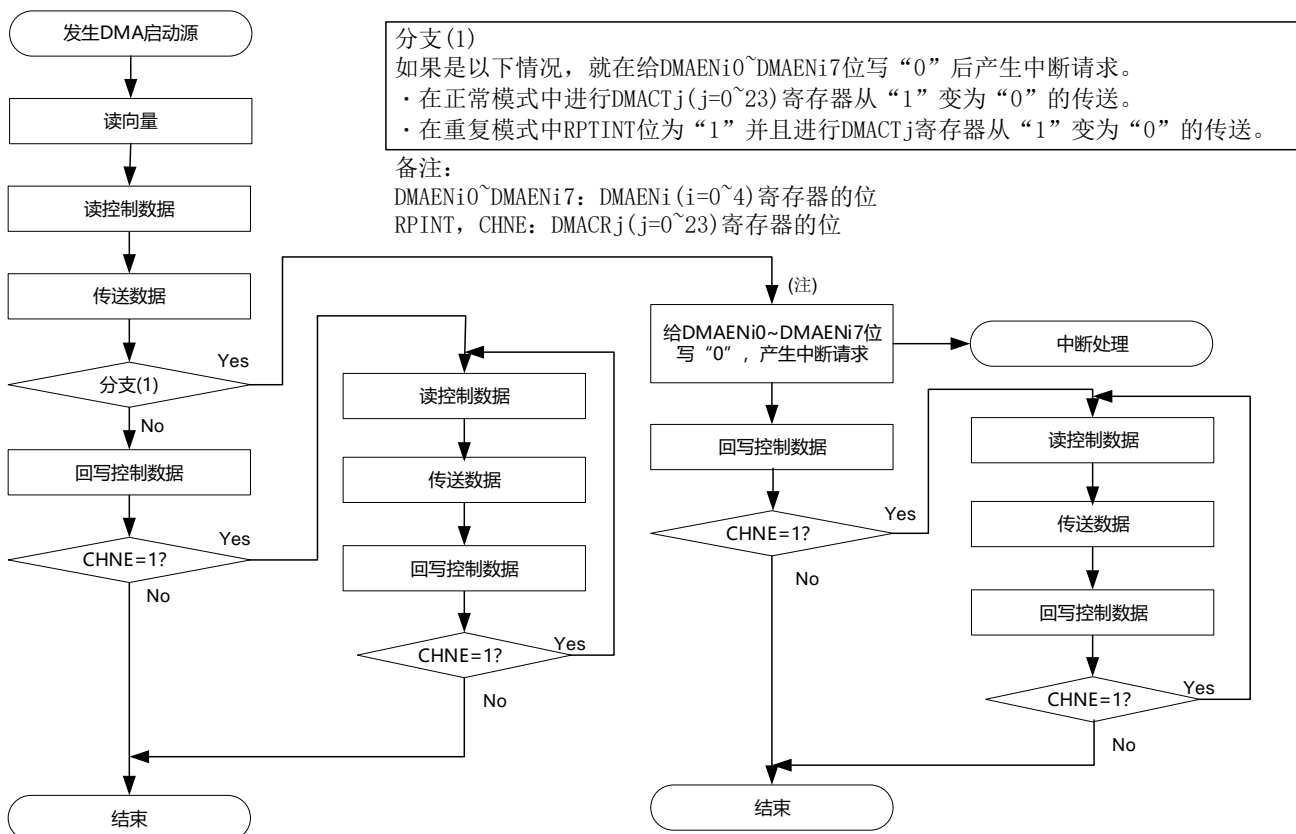 发生DMA启动源
读向量
读控制数据
传送数据
分支(1)
Yes
No
回写控制数据
CHNE=1?
Yes
No
结束
分支(1)
如果是以下情况，就在给DMAENi0~DMAENi7位写“0”后产生中断请求。
·在正常模式中进行DMACTj(j=0~23)寄存器从“1”变为“0”的传送。
·在重复模式中RPTINT位为“1”并且进行DMACTj寄存器从“1”变为“0”的传送。
备注：
DMAENi0~DMAENi7：DMAENi(i=0~4)寄存器的位
RPINT，CHNE：DMACRj(j=0~23)寄存器的位
读控制数据
传送数据
回写控制数据
CHNE=1?
Yes
No
(注)
给DMAENi0~DMAENi7位
写“0”，产生中断请求
中断处理
回写控制数据
CHNE=1?
Yes
No
结束
读控制数据
传送数据
回写控制数据
CHNE=1?
Yes
No